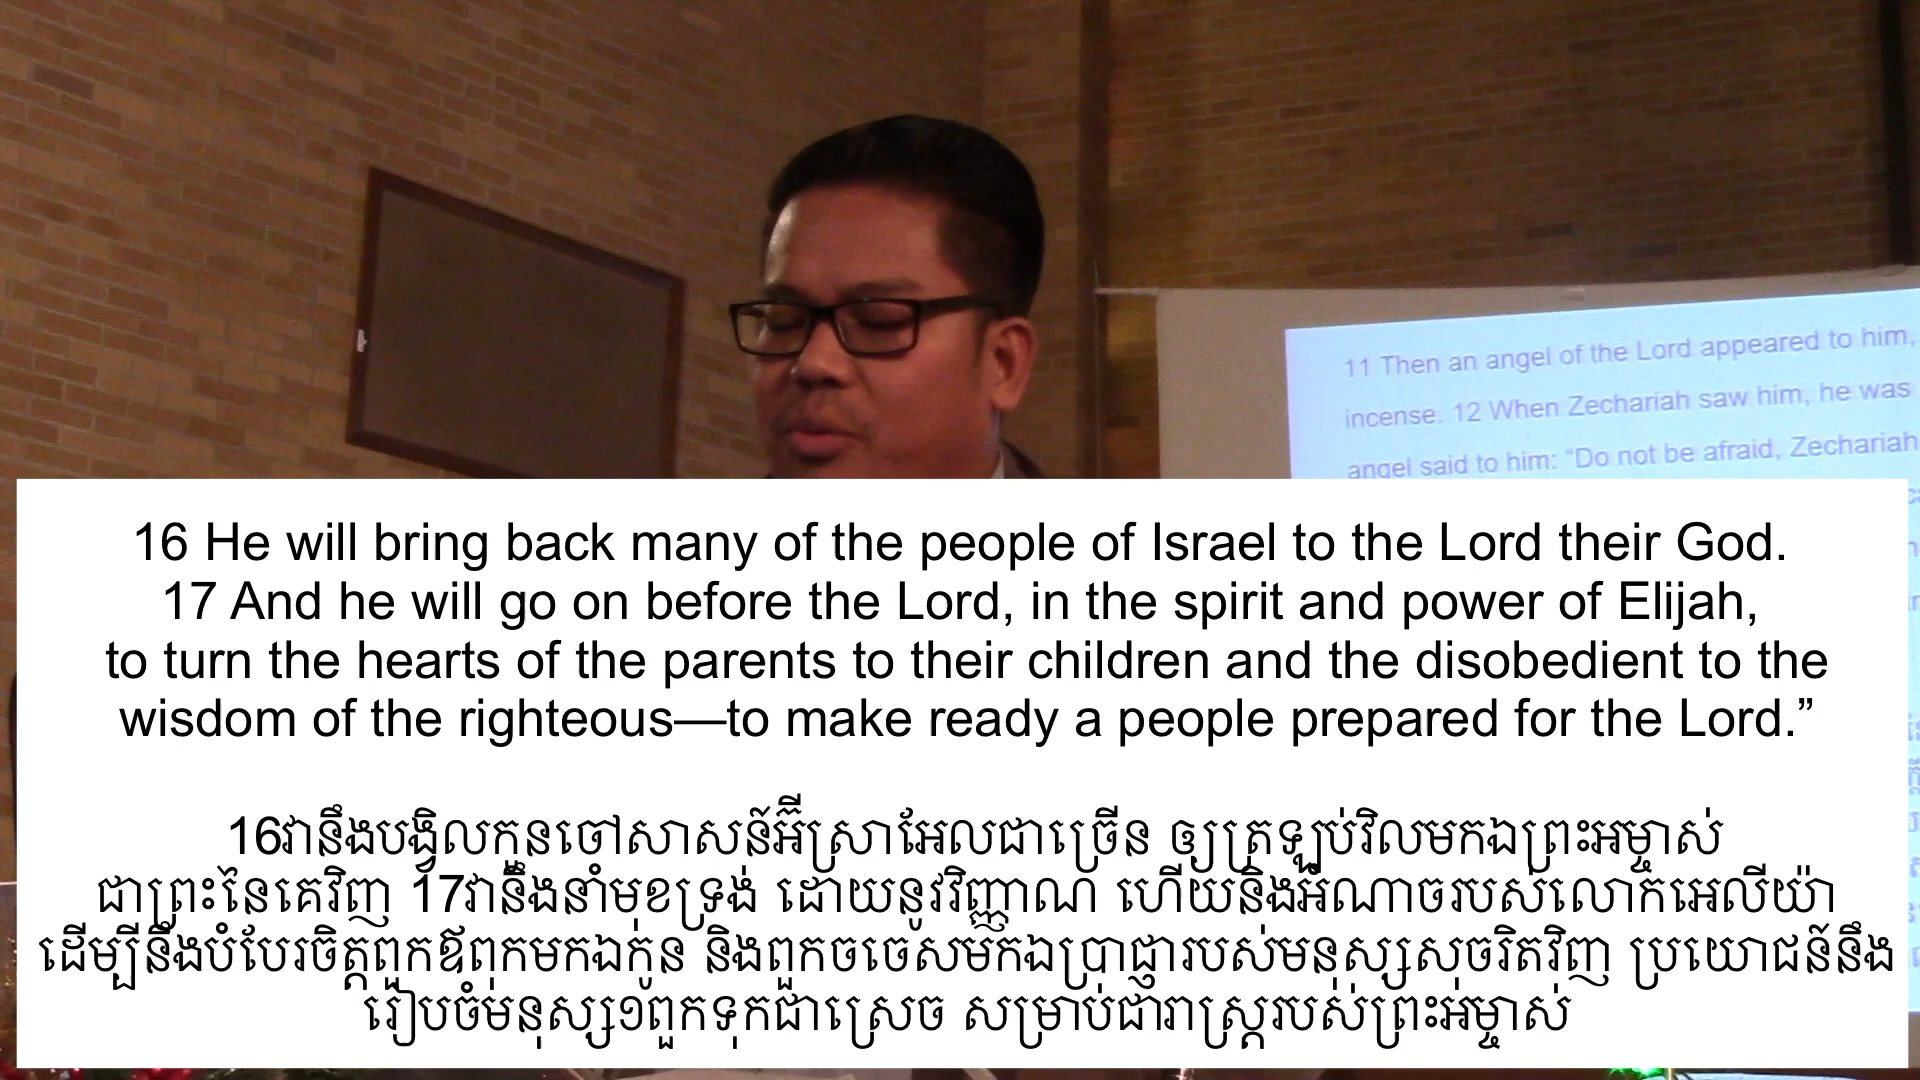 11 Then an angel of the Lord appeared to him,
incense. 12 When Zechariah saw him, he was
angel said to him: “Do not be afraid, Zechariah
16 He will bring back many of the people of Israel to the Lord their God.
17 And he will go on before the Lord, in the spirit and power of Elijah,
to turn the hearts of the parents to their children and the disobedient to the
wisdom of the righteous—to make ready a people prepared for the Lord.”
16វានឹងបង្វិលកូនចៅសាសន៍អ៊ីស្រាអែលជាច្រើន ឲ្យត្រឡប់វិលមកឯព្រះអម្ចាស់
ជាព្រះនៃគេវិញ 17វានឹងនាំមុខទ្រង់ ដោយនូវវិញ្ញាណ ហើយនិងអំណាចរបស់លោកអេលីយ៉ា
ដើម្បីនឹងបំបែរចិត្តពួកឪពុកមកឯកូន និងពួកចចេសមកឯប្រាជ្ញារបស់មនុស្សសុចរិតវិញ ប្រយោជន៍នឹង
រៀបចំមនុស្ស១ពួកទុកជាស្រេច សម្រាប់ជារាស្ត្ររបស់ព្រះអម្ចាស់